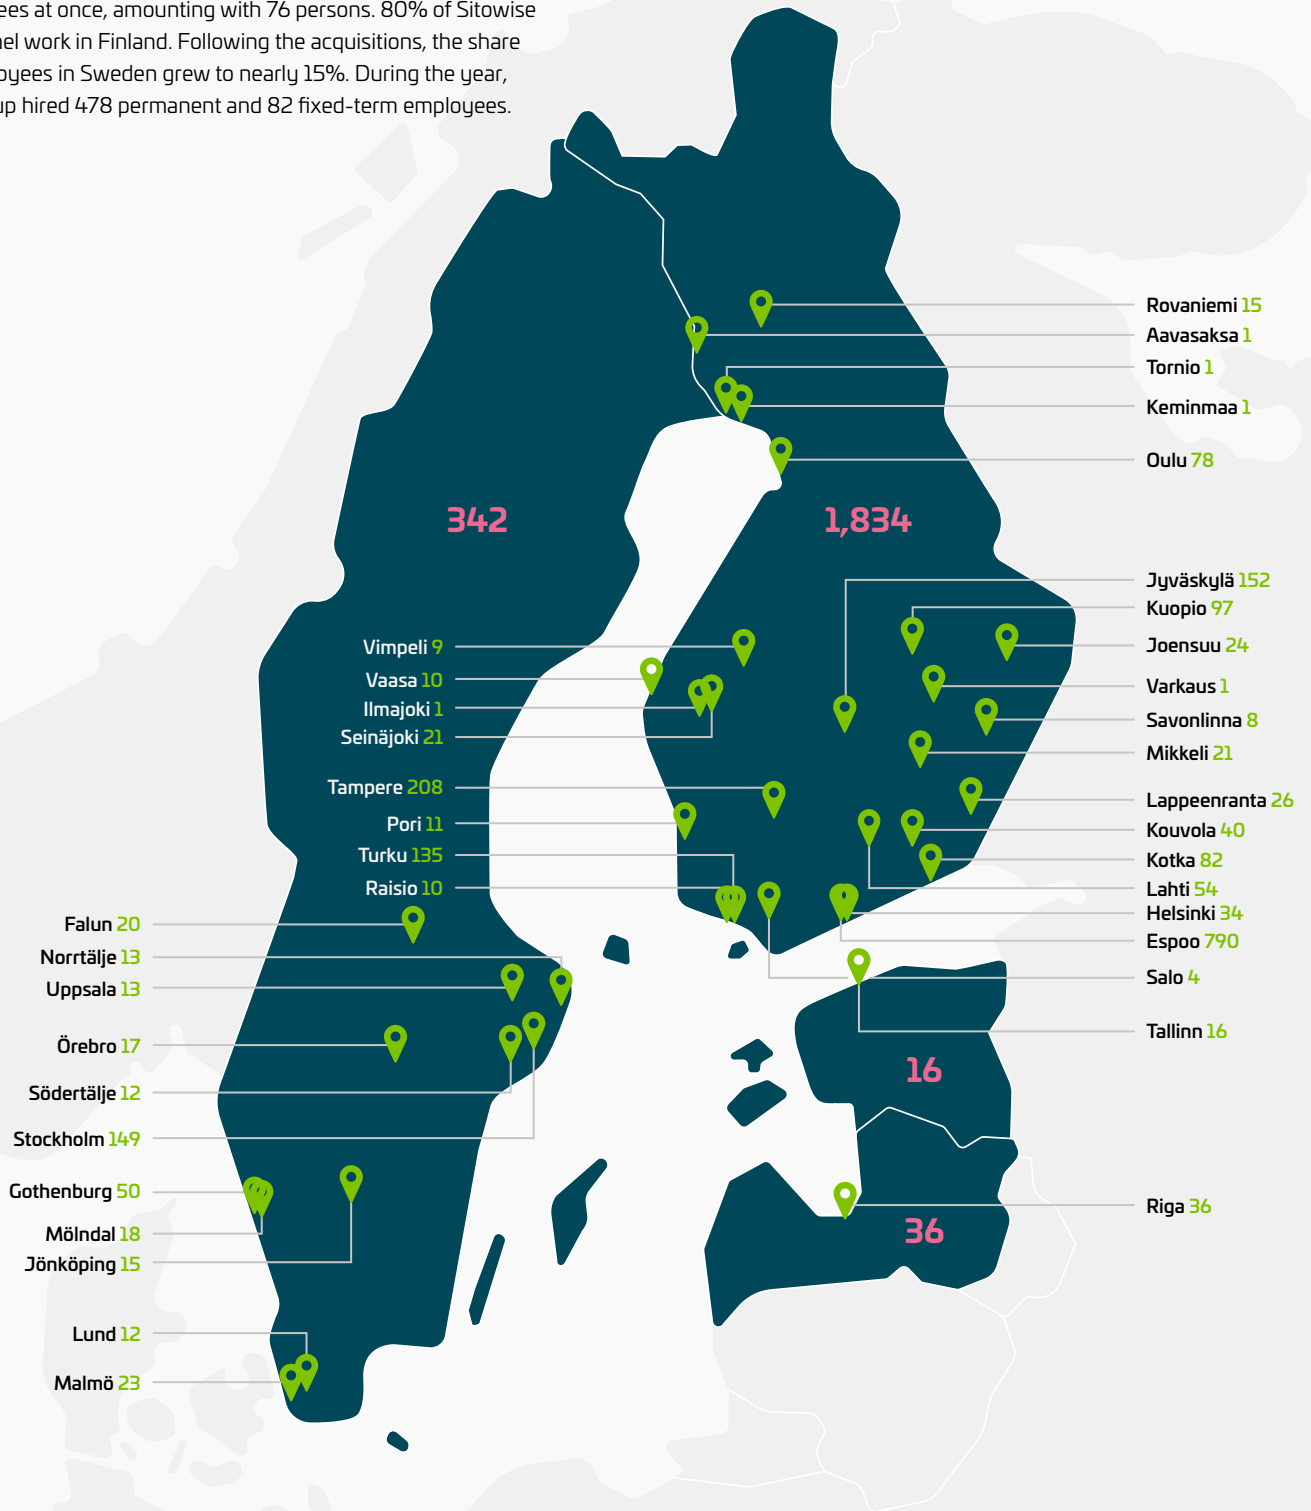 ees at once, amounting with 76 persons. 80% of Sitowise
el work in Finland. Following the acquisitions, the share
oyees in Sweden grew to nearly 15%. During the year,
up hired 478 permanent and 82 fixed-term employees.
Rovaniemi 15
Aavasaksa 1
Tornio 1
Keminmaa 1
Oulu 78
342
1,834
Jyväskylä 152
Kuopio 97
Joensuu 24
Varkaus 1
Savonlinna 8
Mikkeli 21
Lappeenranta 26
Kouvola 40
Kotka 82
Lahti 54
Helsinki 34
Espoo 790
Salo 4
Tallinn 16
Vimpeli 9
Vaasa 10
Ilmajoki 1
Seinäjoki 21
Tampere 208
Pori 11
Turku 135
Raisio 10
Falun 20
Norrtälje 13
Uppsala 13
Örebro 17
Södertälje 12
Stockholm 149
Gothenburg 50
Mölndal 18
Jönköping 15
Lund 12
Malmö 23
16
Riga 36
36